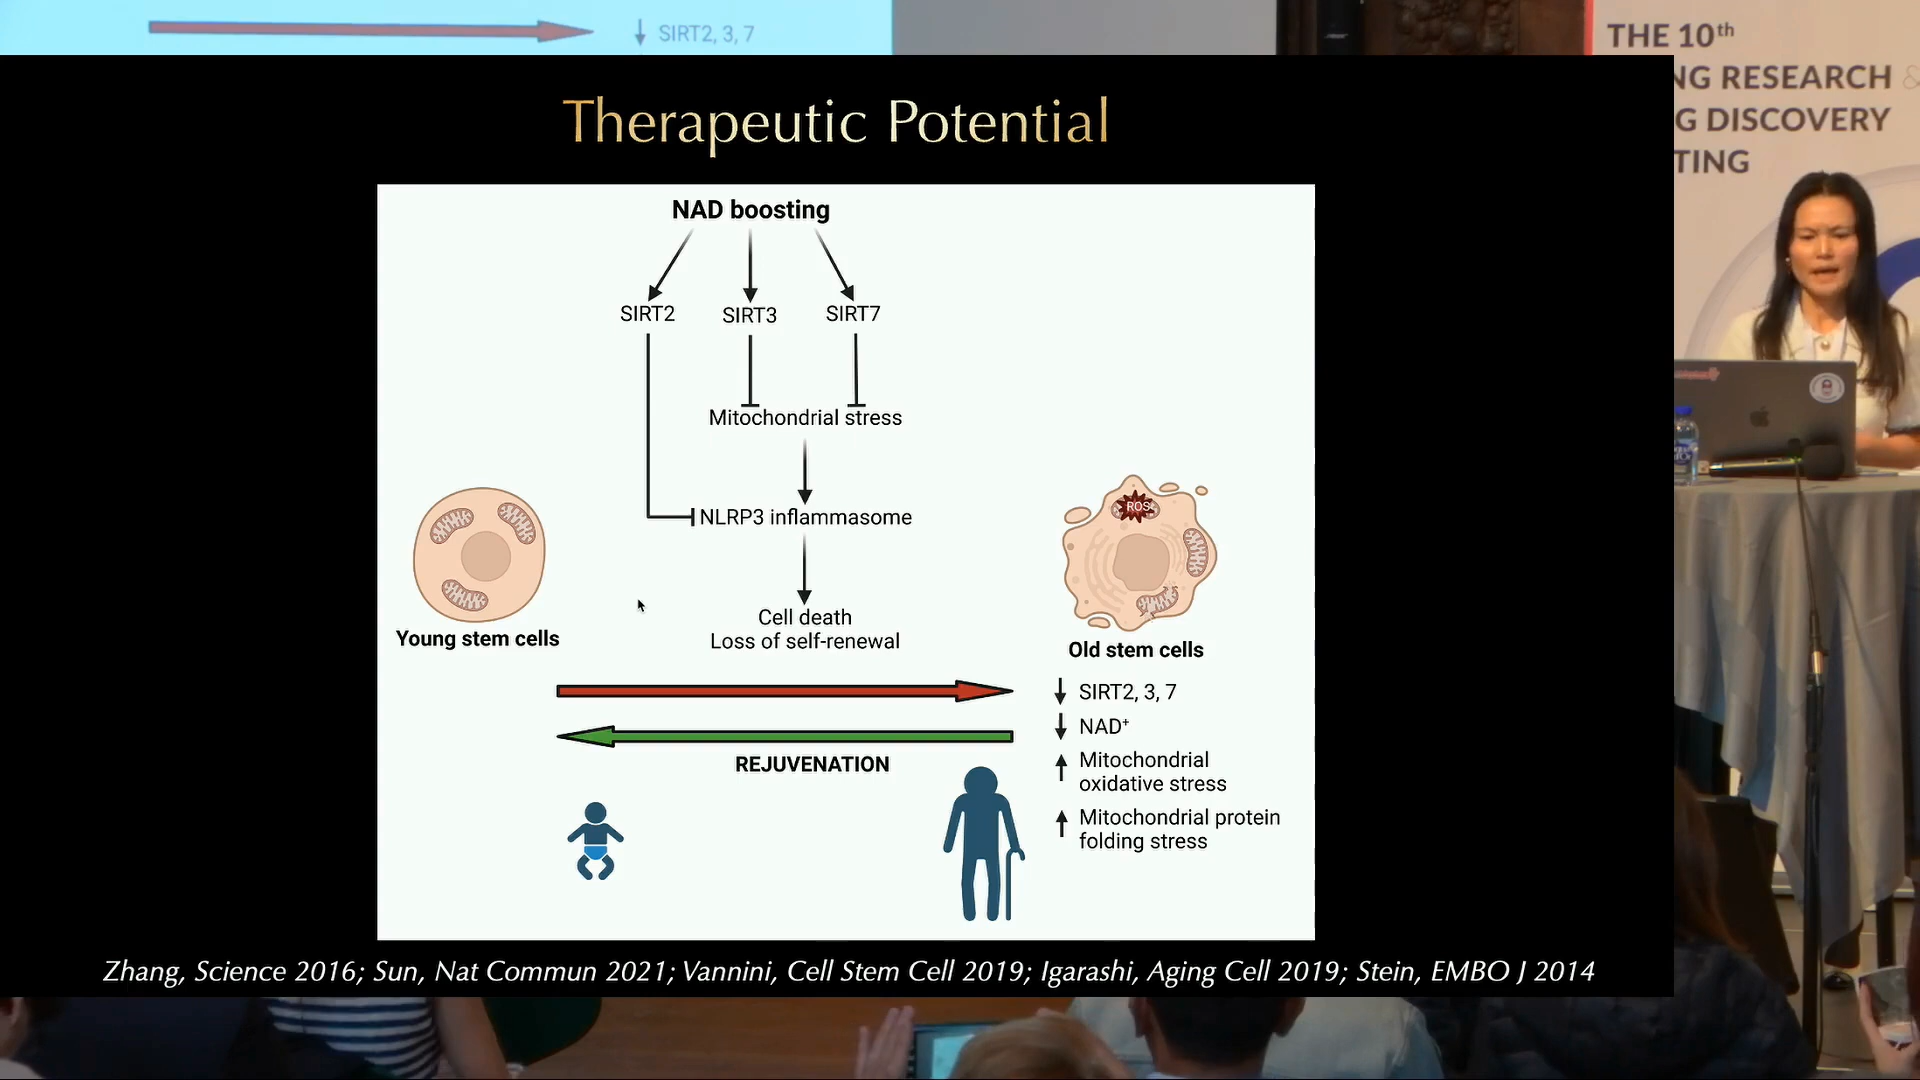 SIRT2, 3, 7
THE 10th
NG RESEARCH &
G DISCOVERY
TING
Therapeutic Potential
NAD boosting
SIRT2
SIRT3
SIRT7
Mitochondrial stress
NLRP3 inflammasome
Cell death
Loss of self-renewal
ROS
Young stem cells
Old stem cells
SIRT2, 3, 7
NAD+
Mitochondrial
oxidative stress
Mitochondrial protein
folding stress
REJUVENATION
Zhang, Science 2016; Sun, Nat Commun 2021; Vannini, Cell Stem Cell 2019; Igarashi, Aging Cell 2019; Stein, EMBO J 2014